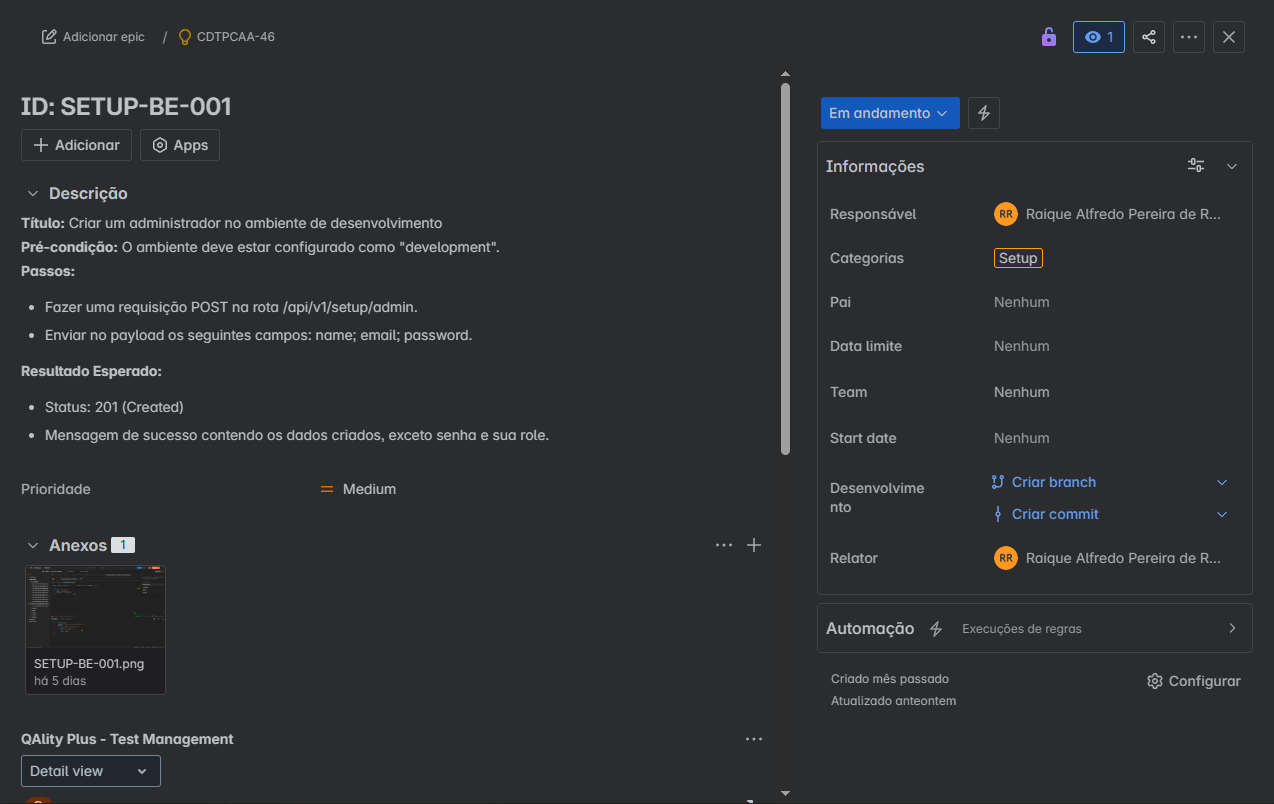 Adicionar epic / CDTPCAA-46
1
ID: SETUP-BE-001
Adicionar
Apps
Descrição
Título: Criar um administrador no ambiente de desenvolvimento
Pré-condição: O ambiente deve estar configurado como "development".
Passos:
• Fazer uma requisição POST na rota /api/v1/setup/admin.
• Enviar no payload os seguintes campos: name; email; password.
Resultado Esperado:
• Status: 201 (Created)
• Mensagem de sucesso contendo os dados criados, exceto senha e sua role.
Prioridade
Medium
Anexos 1
SETUP-BE-001.png
há 5 dias
QAlity Plus - Test Management
Detail view
Em andamento
Informações
Responsável
RR Raique Alfredo Pereira de R...
Categorias
Setup
Pai
Nenhum
Data limite
Nenhum
Team
Nenhum
Start date
Nenhum
Desenvolvime
nto
Criar branch
Criar commit
Relator
RR Raique Alfredo Pereira de R...
Automação
Execuções de regras
Criado mês passado
Atualizado anteontem
Configurar